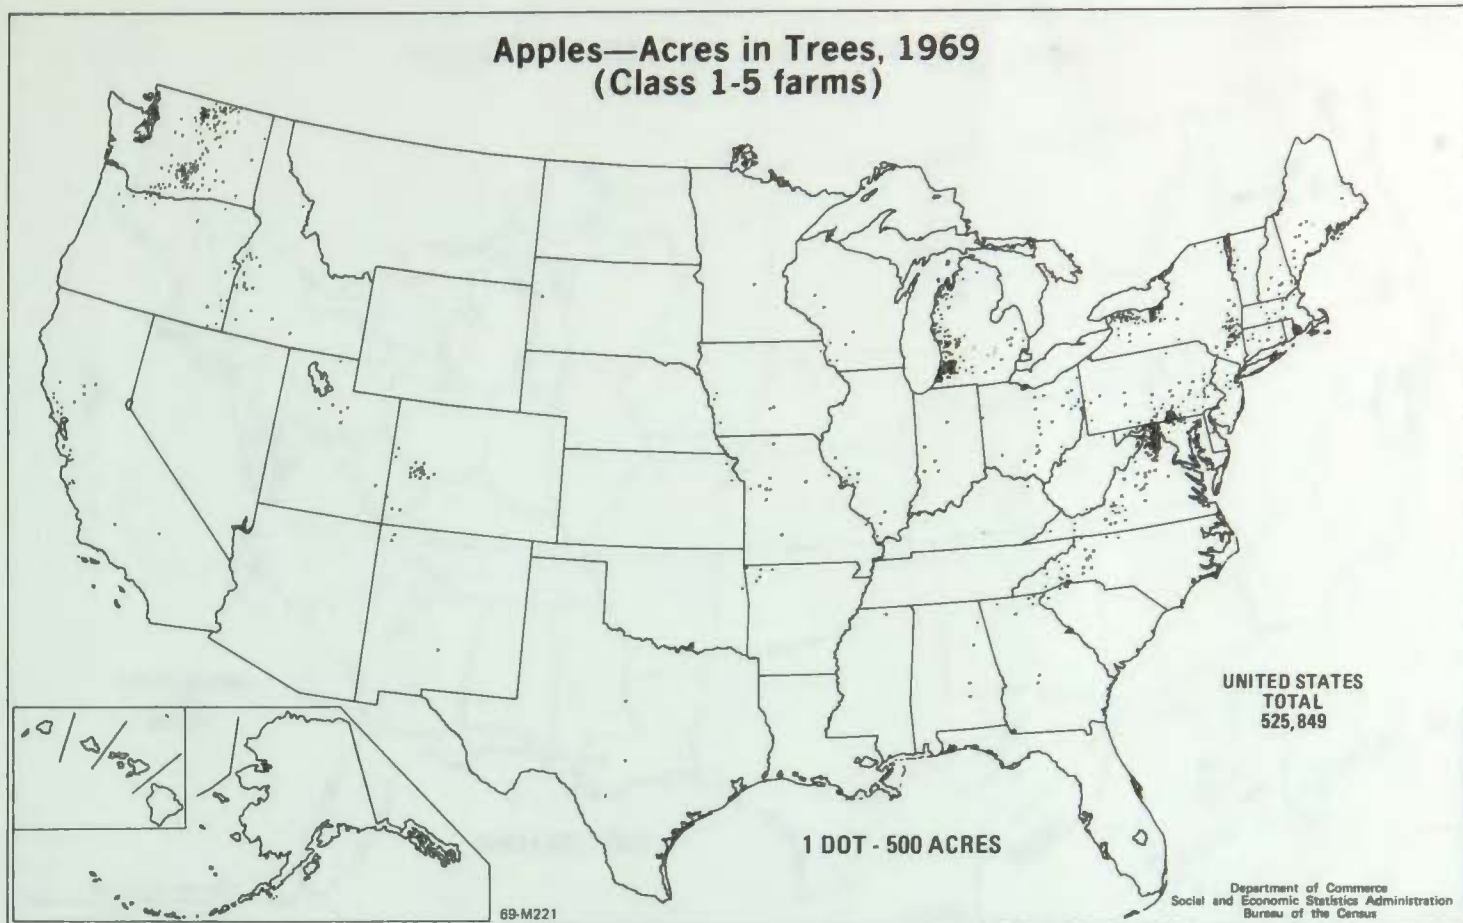 Apples—Acres in Trees, 1969
(Class 1-5 farms)
UNITED STATES
TOTAL
525,849
1 DOT - 500 ACRES
69-M221
Department of Commerce
Social and Economic Statistics Administration
Bureau of the Census